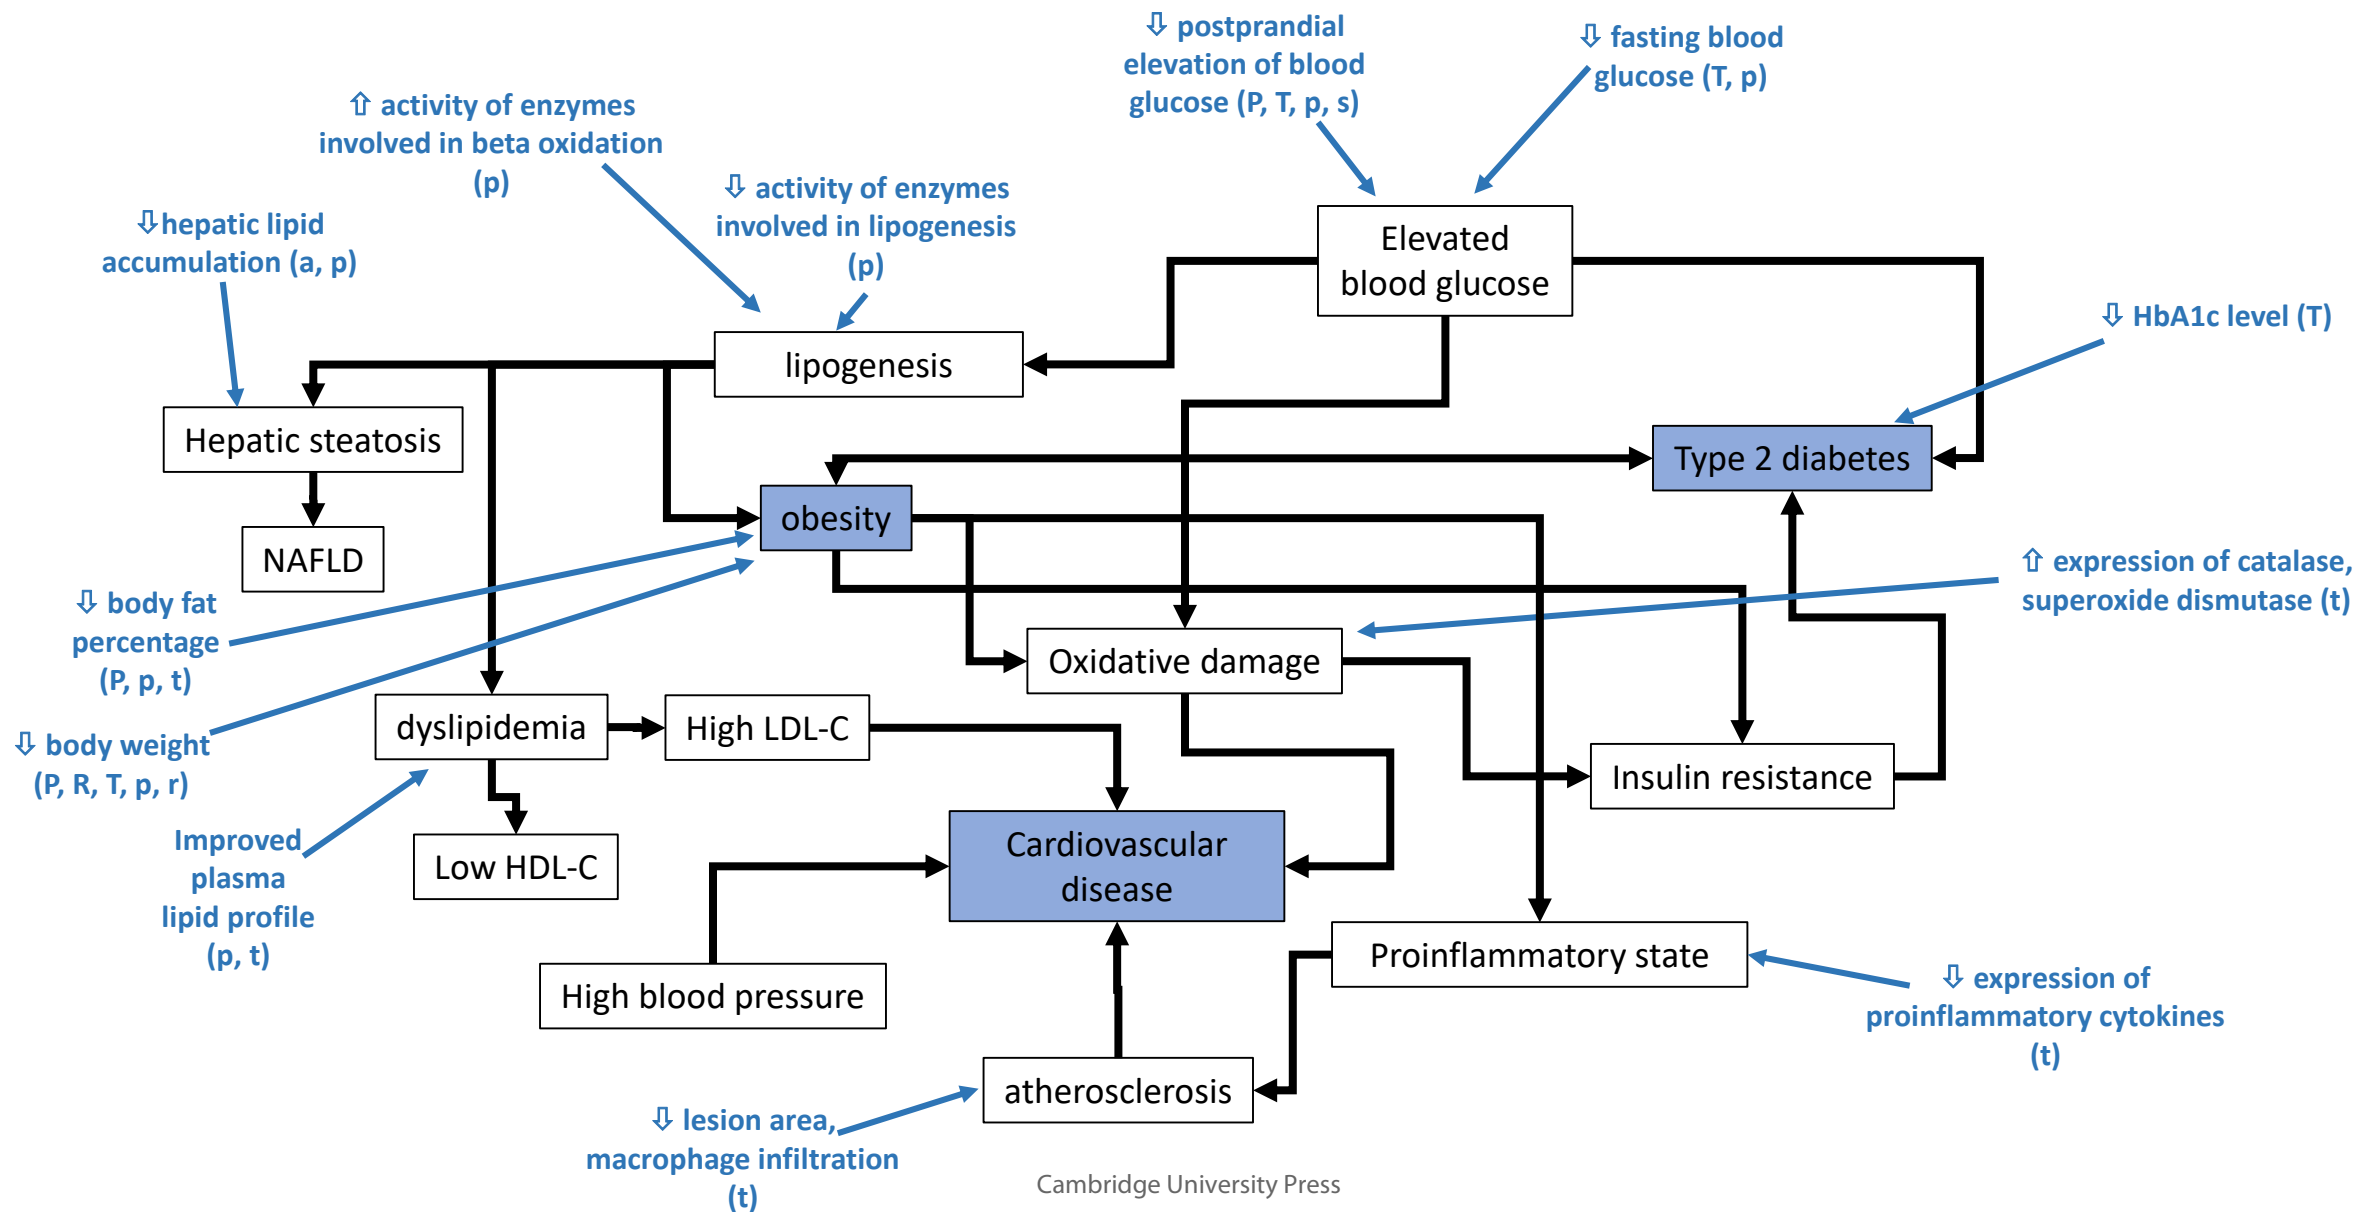 ⇩ postprandial
elevation of blood
glucose (P, T, p, s)
⇩ fasting blood
glucose (T, p)
⇧ activity of enzymes
involved in beta oxidation
(p)
⇩ activity of enzymes
involved in lipogenesis
(p)
⇩hepatic lipid
accumulation (a, p)
Elevated
blood glucose
⇩ HbA1c level (T)
lipogenesis
Hepatic steatosis
Type 2 diabetes
obesity
NAFLD
⇧ expression of catalase,
superoxide dismutase (t)
⇩ body fat
percentage
(P, p, t)
Oxidative damage
dyslipidemia
High LDL-C
⇩ body weight
(P, R, T, p, r)
Insulin resistance
Improved
plasma
lipid profile
(p, t)
Low HDL-C
Cardiovascular
disease
Proinflammatory state
High blood pressure
⇩ expression of
proinflammatory cytokines
(t)
atherosclerosis
⇩ lesion area,
macrophage infiltration
(t)
Cambridge University Press